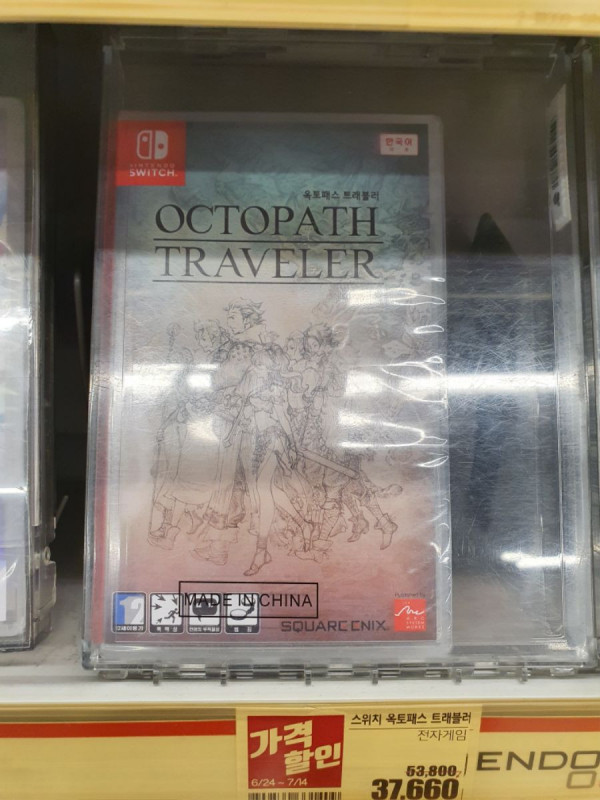 한국어
NINTENDO
SWITCH.
옥토패스 트래블러
OCTOPATH
TRAVELER
MADE IN CHINA
SQUARE ENIX.
Published by
가격
할인
6/24 ~ 7/14
스위치 옥토패스 트래블러
전자게임
53,800
37,660
ENDO